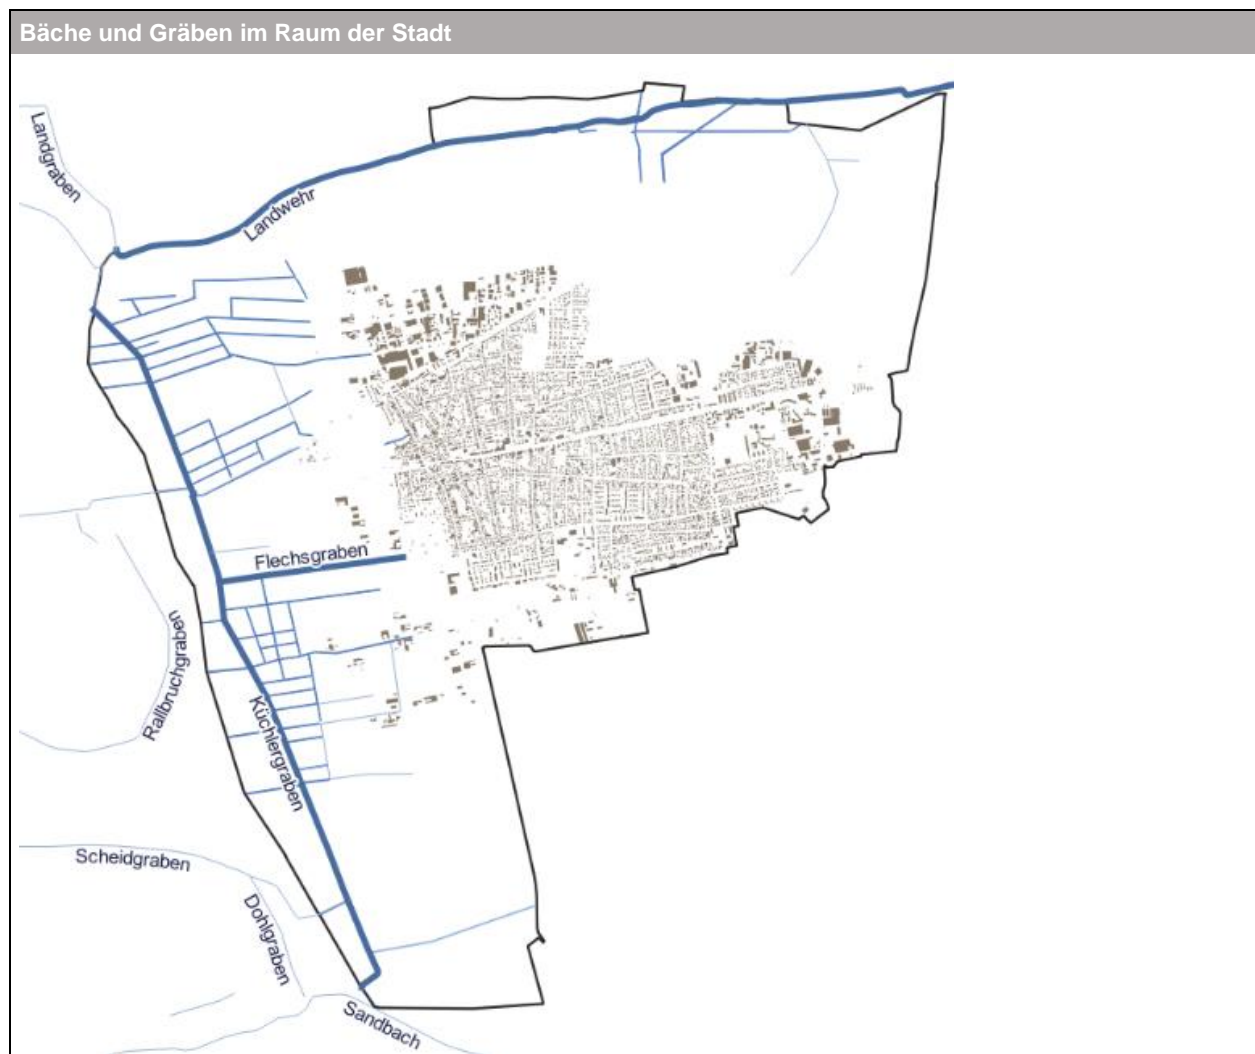 Bäche und Gräben im Raum der Stadt
Landgraben
Landwehr
Flechsgraben
Rallbruchgraben
Küchlergraben
Scheidgraben
Dohlgraben
Sandbach